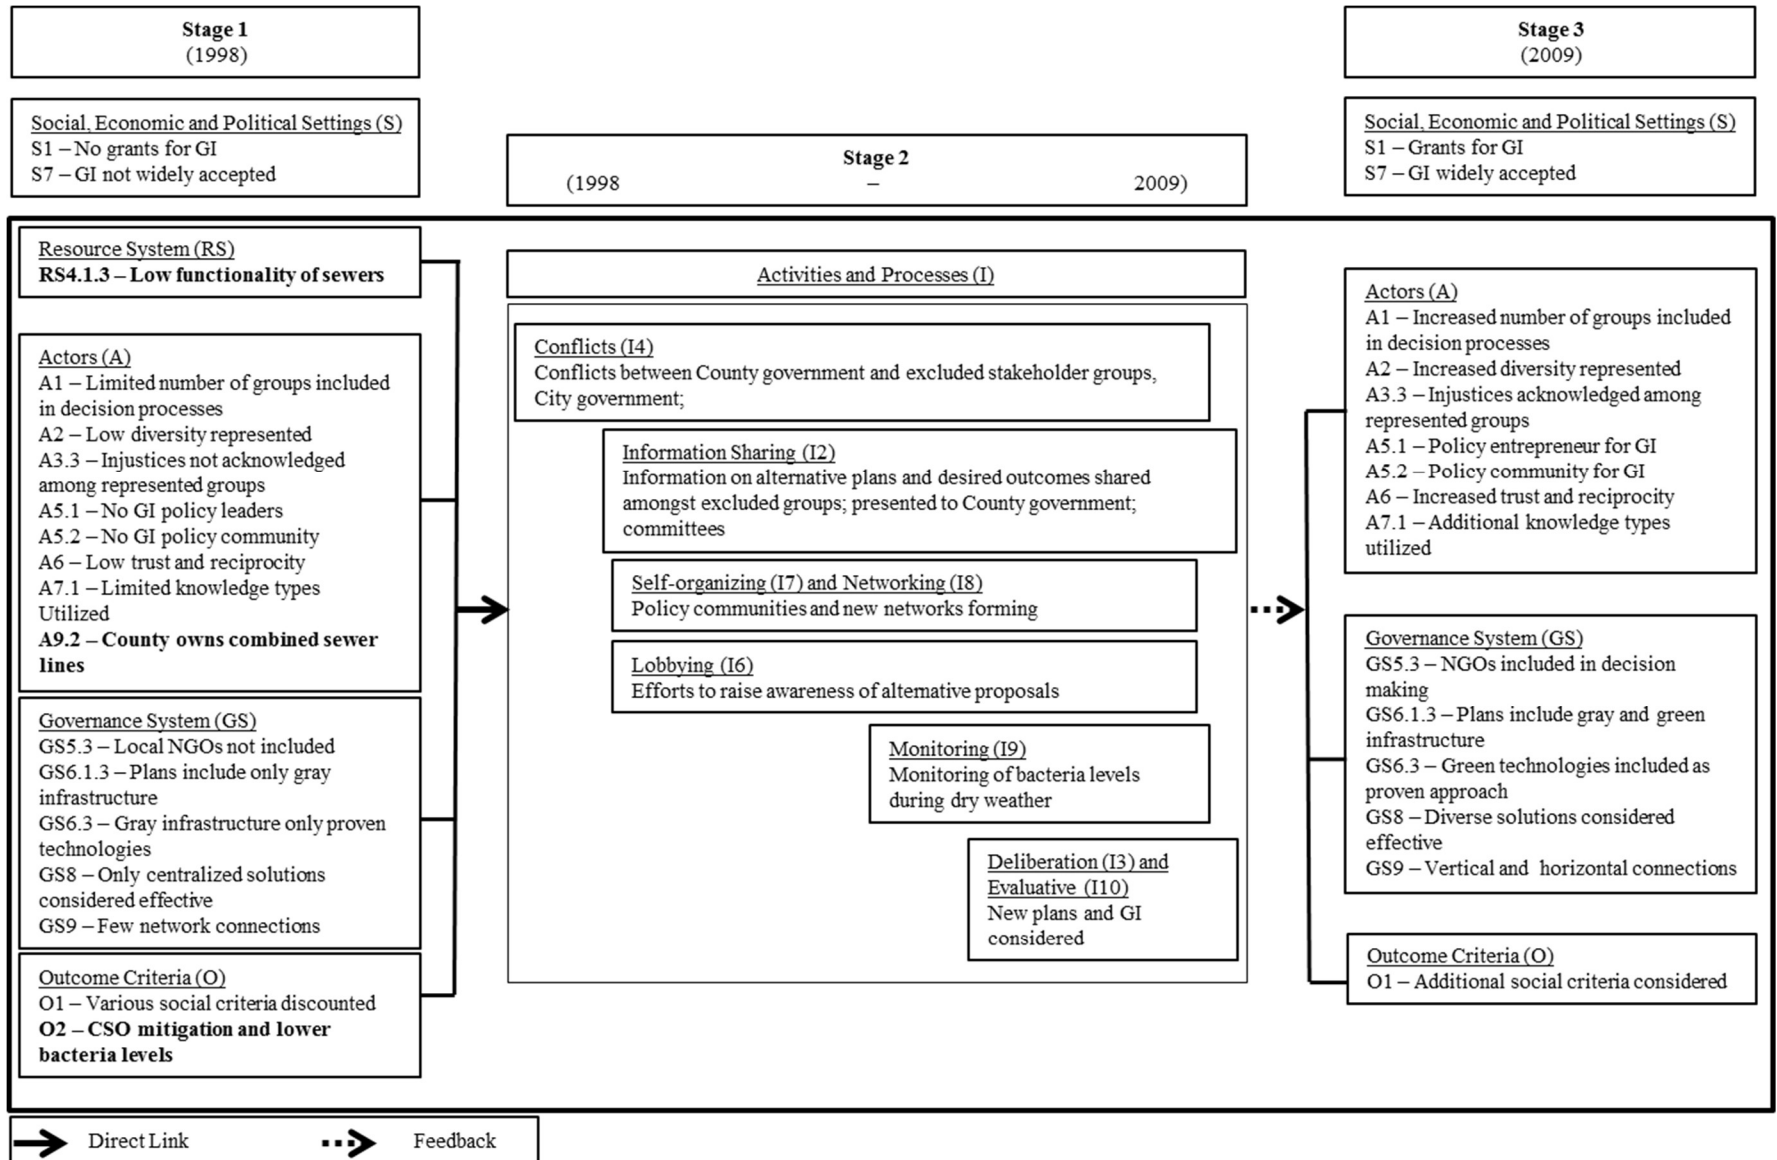 Stage 1
(1998)
Social, Economic and Political Settings (S)
S1 – No grants for GI
S7 – GI not widely accepted
Resource System (RS)
RS4.1.3 – Low functionality of sewers
Actors (A)
A1 – Limited number of groups included
in decision processes
A2 – Low diversity represented
A3.3 – Injustices not acknowledged
among represented groups
A5.1 – No GI policy leaders
A5.2 – No GI policy community
A6 – Low trust and reciprocity
A7.1 – Limited knowledge types
Utilized
A9.2 – County owns combined sewer
lines
Governance System (GS)
GS5.3 – Local NGOs not included
GS6.1.3 – Plans include only gray
infrastructure
GS6.3 – Gray infrastructure only proven
technologies
GS8 – Only centralized solutions
considered effective
GS9 – Few network connections
Outcome Criteria (O)
O1 – Various social criteria discounted
O2 – CSO mitigation and lower
bacteria levels
Stage 2
(1998 – 2009)
Activities and Processes (I)
Conflicts (I4)
Conflicts between County government and excluded stakeholder groups,
City government;
Information Sharing (I2)
Information on alternative plans and desired outcomes shared
amongst excluded groups; presented to County government;
committees
Self-organizing (I7) and Networking (I8)
Policy communities and new networks forming
Lobbying (I6)
Efforts to raise awareness of alternative proposals
Monitoring (I9)
Monitoring of bacteria levels
during dry weather
Deliberation (I3) and
Evaluative (I10)
New plans and GI
considered
Stage 3
(2009)
Social, Economic and Political Settings (S)
S1 – Grants for GI
S7 – GI widely accepted
Actors (A)
A1 – Increased number of groups included
in decision processes
A2 – Increased diversity represented
A3.3 – Injustices acknowledged among
represented groups
A5.1 – Policy entrepreneur for GI
A5.2 – Policy community for GI
A6 – Increased trust and reciprocity
A7.1 – Additional knowledge types
utilized
Governance System (GS)
GS5.3 – NGOs included in decision
making
GS6.1.3 – Plans include gray and green
infrastructure
GS6.3 – Green technologies included as
proven approach
GS8 – Diverse solutions considered
effective
GS9 – Vertical and horizontal connections
Outcome Criteria (O)
O1 – Additional social criteria considered
Direct Link
Feedback